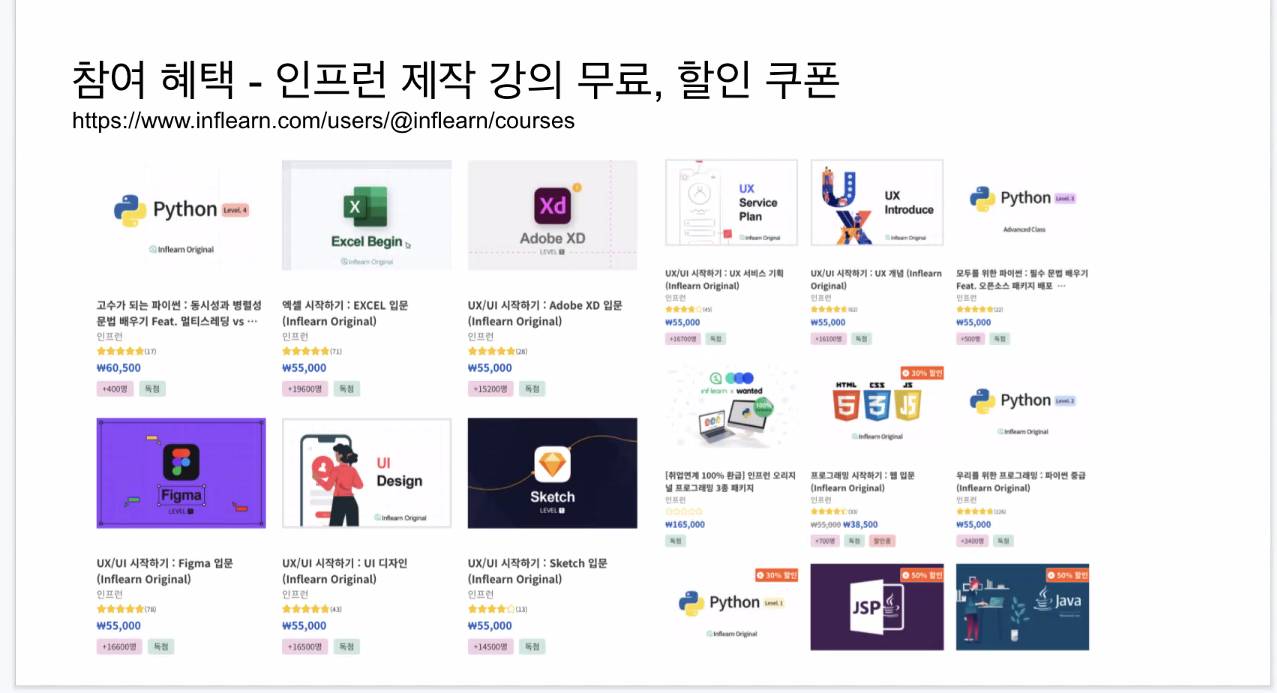 참여 혜택 - 인프런 제작 강의 무료, 할인 쿠폰
https://www.inflearn.com/users/@inflearn/courses
Python Level. 4
Inflearn Original
고수가 되는 파이썬 : 동시성과 병렬성
문법 배우기 Feat. 멀티스레딩 vs …
인프런
(17)
₩60,500
+400명 독점
X
Excel Begin
Inflearn Original
엑셀 시작하기 : EXCEL 입문
(Inflearn Original)
인프런
(71)
₩55,000
+19600명 독점
Xd
Adobe XD
LEVEL 1
UX/UI 시작하기 : Adobe XD 입문
(Inflearn Original)
인프런
(28)
₩55,000
+15200명 독점
Figma
LEVEL 1
UX/UI 시작하기 : Figma 입문
(Inflearn Original)
인프런
(78)
₩55,000
+16600명 독점
UI
Design
Inflearn Original
UX/UI 시작하기 : UI 디자인
(Inflearn Original)
인프런
(43)
₩55,000
+16500명 독점
Sketch
LEVEL 1
UX/UI 시작하기 : Sketch 입문
(Inflearn Original)
인프런
(13)
₩55,000
+14500명 독점
UX
Service
Plan
Inflearn Original
UX/UI 시작하기 : UX 서비스 기획
(Inflearn Original)
인프런
(45)
₩55,000
+16700명 독점
UX
UX
Introduce
Inflearn Original
UX/UI 시작하기 : UX 개념 (Inflearn
Original)
인프런
(62)
₩55,000
+16100명 독점
Python Level. 3
Advanced Class
모두를 위한 파이썬 : 필수 문법 배우기
Feat. 오픈소스 패키지 배포 …
인프런
(22)
₩55,000
+500명 독점
inflearn × wanted
100%
[취업연계 100% 환급] 인프런 오리지
널 프로그래밍 3종 패키지
인프런
₩165,000
독점
30% 할인
HTML CSS JS
5 3 JS
Inflearn Original
프로그래밍 시작하기 : 웹 입문
(Inflearn Original)
인프런
(33)
₩55,000 ₩38,500
+700명 독점 할인중
Python Level. 2
Inflearn Original
우리를 위한 프로그래밍 : 파이썬 중급
(Inflearn Original)
인프런
(126)
₩55,000
+3400명 독점
30% 할인
Python Level. 1
Inflearn Original
50% 할인
JSP
50% 할인
Java